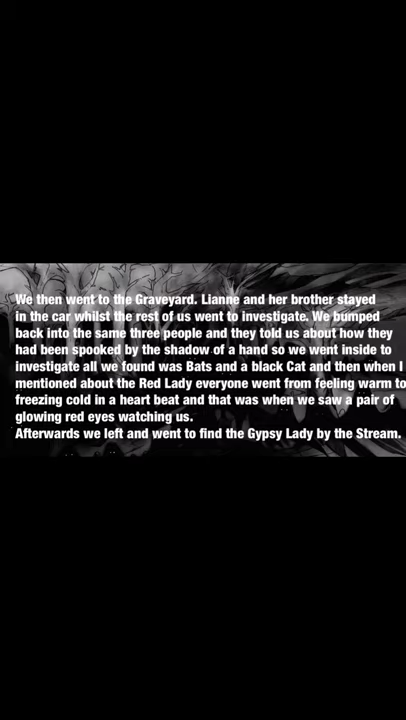 We then went to the Graveyard. Lianne and her brother stayed
in the car whilst the rest of us went to investigate. We bumped
back into the same three people and they told us about how they
had been spooked by the shadow of a hand so we went inside to
investigate all we found was Bats and a black Cat and then when I
mentioned about the Red Lady everyone went from feeling warm to
freezing cold in a heart beat and that was when we saw a pair of
glowing red eyes watching us.
Afterwards we left and went to find the Gypsy Lady by the Stream.